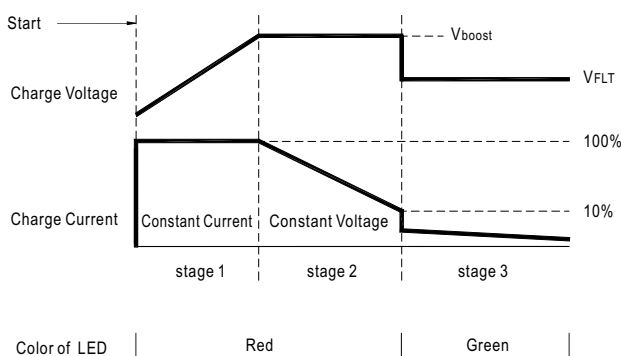 Start
Vboost
Charge Voltage
VFLT
100%
Charge Current
Constant Current
Constant Voltage
10%
stage 1
stage 2
stage 3
Color of LED
Red
Green